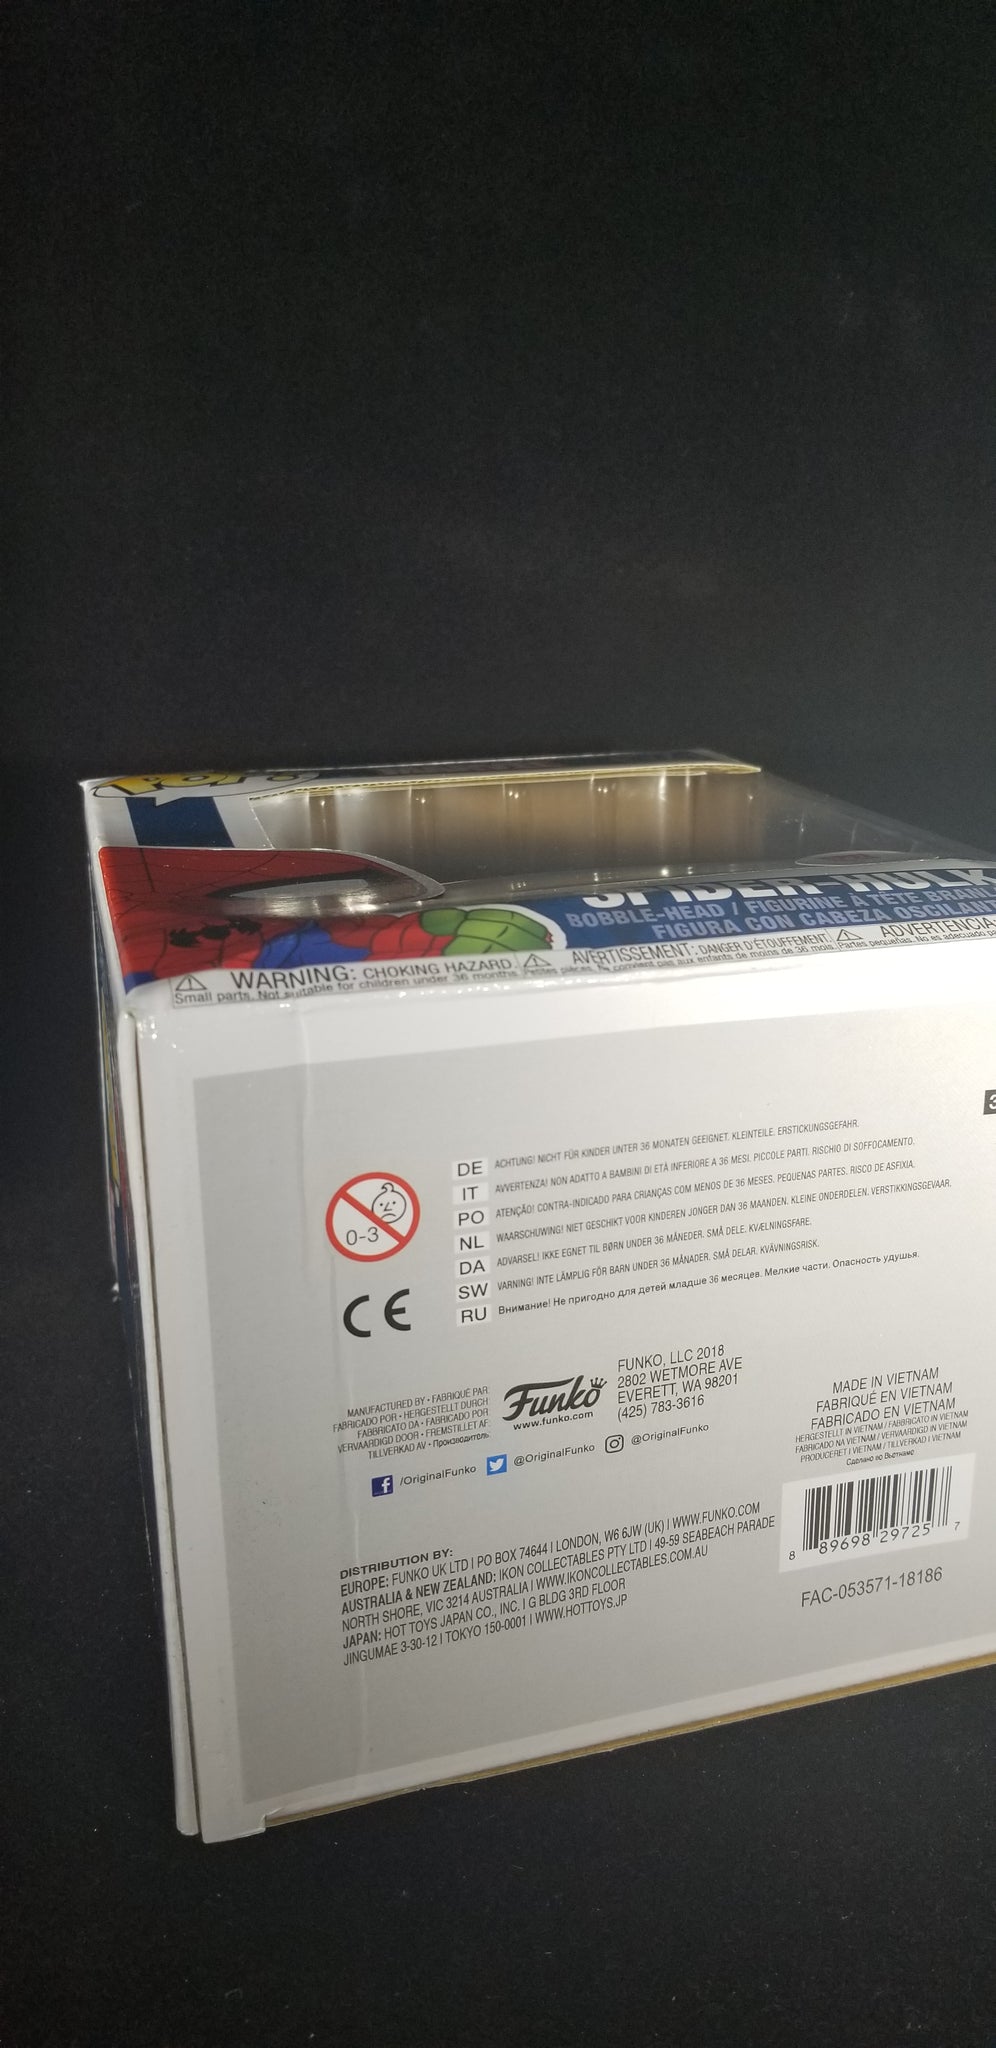 POP!
SPIDER-HULK
BOBBLE-HEAD / FIGURINE À TÊTE
FIGURA CON CABEZA
WARNING: CHOKING HAZARD.
Small parts. Not suitable for children under 36 months.
AVERTISSEMENT: DANGER D'ÉTOUFFEMENT.
Petites pièces. Ne convient pas aux enfants de moins de 36 mois.
ADVERTENCIA
Partes pequeñas. No es adecuado
0-3
CE
DE ACHTUNG! NICHT FÜR KINDER UNTER 36 MONATEN GEEIGNET. KLEINTEILE. ERSTICKUNGSGEFAHR.
IT AVVERTENZA! NON ADATTO A BAMBINI DI ETÀ INFERIORE A 36 MESI. PICCOLE PARTI. RISCHIO DI SOFFOCAMENTO.
PO ATENÇÃO! CONTRA-INDICADO PARA CRIANÇAS COM MENOS DE 36 MESES. PEQUENAS PARTES. RISCO DE ASFIXIA.
NL WAARSCHUWING! NIET GESCHIKT VOOR KINDEREN JONGER DAN 36 MAANDEN. KLEINE ONDERDELEN. VERSTIKKINGSGEVAAR.
DA ADVARSEL! IKKE EGNET TIL BØRN UNDER 36 MÅNEDER. SMÅ DELE. KVÆLNINGSFARE.
SW VARNING! INTE LÄMPLIG FÖR BARN UNDER 36 MÅNADER. SMÅ DELAR. KVÄVNINGSRISK.
RU Внимание! Не пригодно для детей младше 36 месяцев. Мелкие части. Опасность удушья.
MANUFACTURED BY • FABRIQUÉ PAR
FABRICADO POR • HERGESTELLT DURCH
FABBRICATO DA • FABRICADO POR
VERVAARDIGD DOOR • FREMSTILLET AF
TILLVERKAD AV • Производитель:
Funko
www.funko.com
FUNKO, LLC 2018
2802 WETMORE AVE
EVERETT, WA 98201
(425) 783-3616
/OriginalFunko @OriginalFunko @OriginalFunko
MADE IN VIETNAM
FABRIQUÉ EN VIETNAM
FABRICADO EN VIETNAM
HERGESTELLT IN VIETNAM / FABBRICATO IN VIETNAM
FABRICADO NA VIETNAM / VERVAARDIGD IN VIETNAM
PRODUCERET I VIETNAM / TILLVERKAD I VIETNAM
Сделано во Вьетнаме
8 89698 29725 7
FAC-053571-18186
DISTRIBUTION BY:
EUROPE: FUNKO UK LTD | PO BOX 74644 | LONDON, W6 6JW (UK) | WWW.FUNKO.COM
AUSTRALIA & NEW ZEALAND: IKON COLLECTABLES PTY LTD | 49-59 SEABEACH PARADE
NORTH SHORE, VIC 3214 AUSTRALIA | WWW.IKONCOLLECTABLES.COM.AU
JAPAN: HOT TOYS JAPAN CO., INC. | G BLDG 3RD FLOOR
JINGUMAE 3-30-12 | TOKYO 150-0001 | WWW.HOTTOYS.JP